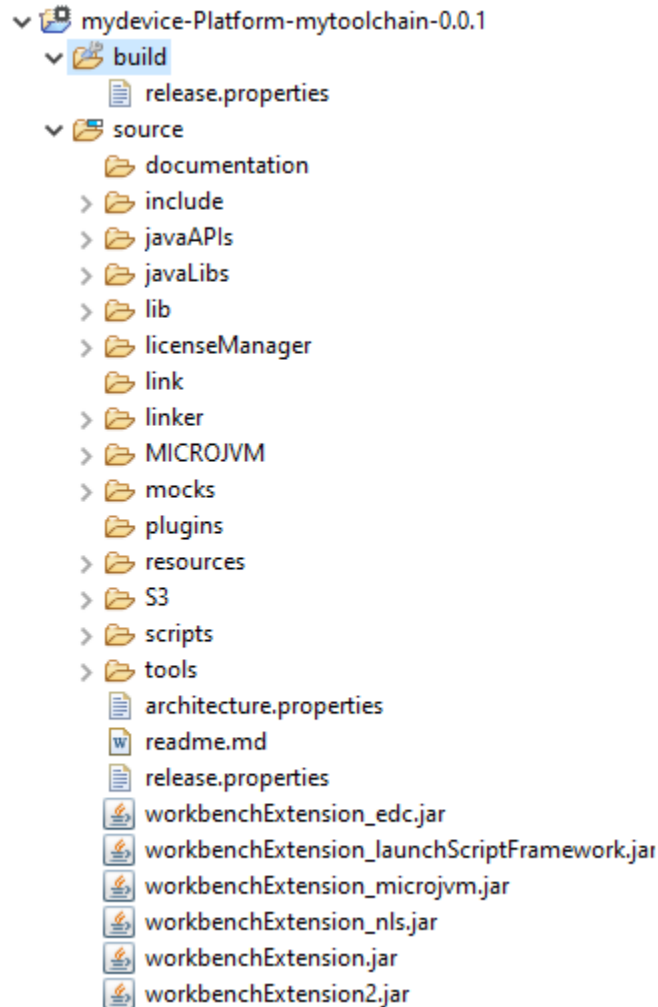 mydevice-Platform-mytoolchain-0.0.1
build
release.properties
source
documentation
include
javaAPIs
javaLibs
lib
licenseManager
link
linker
MICROJVM
mocks
plugins
resources
S3
scripts
tools
architecture.properties
readme.md
release.properties
workbenchExtension_edc.jar
workbenchExtension_launchScriptFramework.jar
workbenchExtension_microjvm.jar
workbenchExtension_nls.jar
workbenchExtension.jar
workbenchExtension2.jar